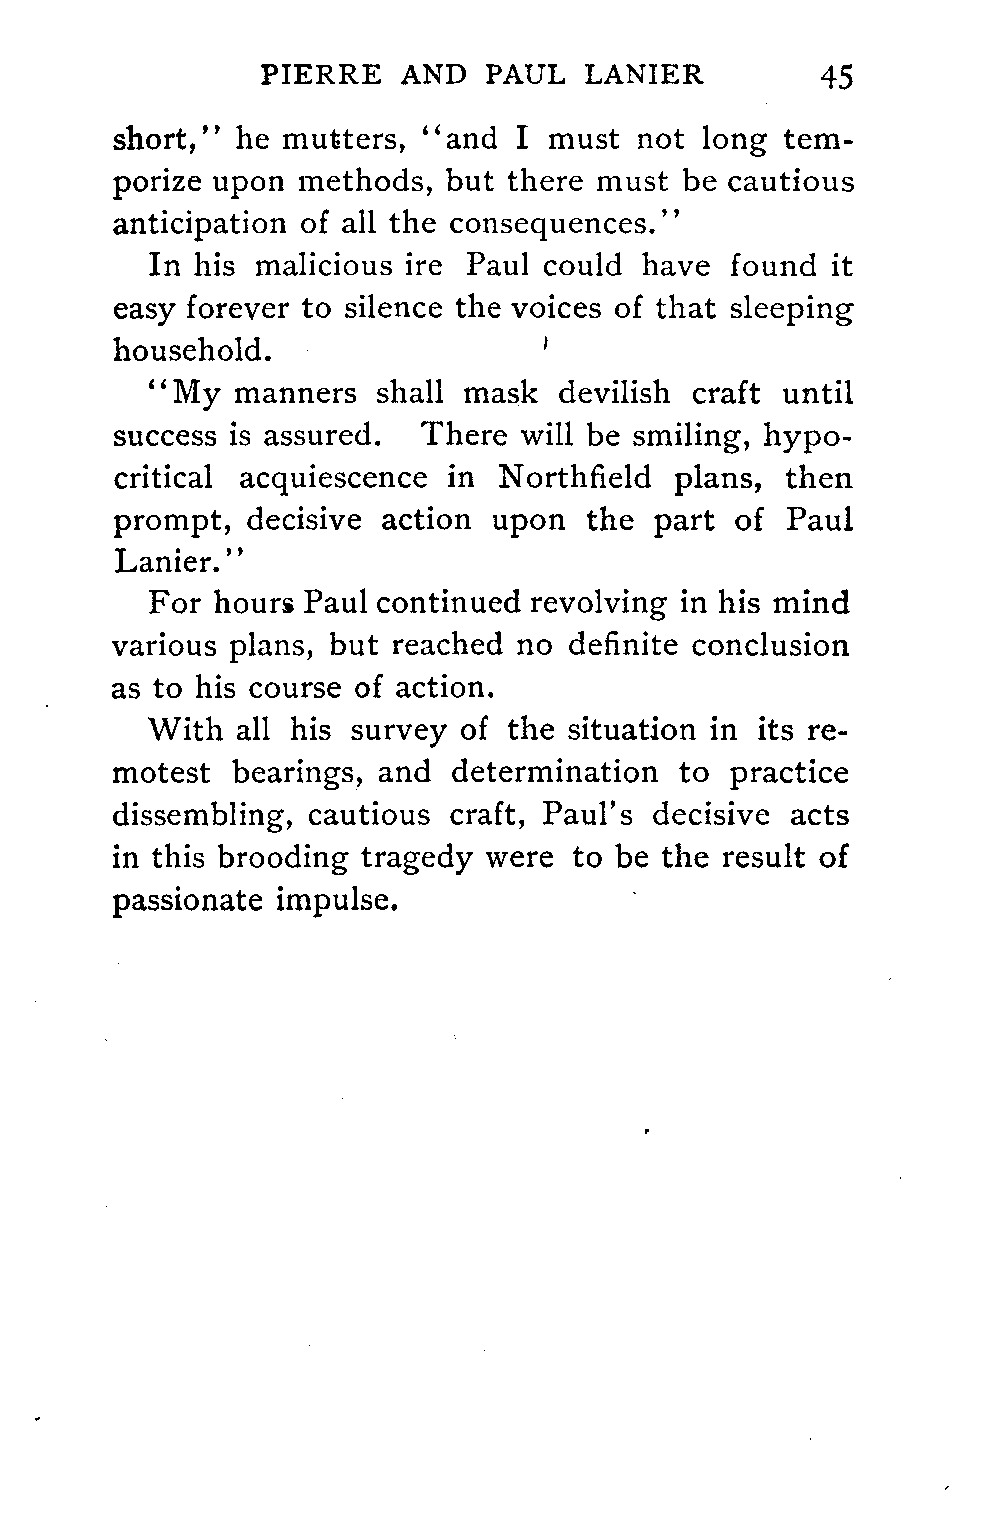 PIERRE AND PAUL LANIER 45
short,'' he mutters, ‘‘and I must not long tem-
porize upon methods, but there must be cautious
anticipation of all the consequences.''
In his malicious ire Paul could have found it
easy forever to silence the voices of that sleeping
household.
‘‘My manners shall mask devilish craft until
success is assured. There will be smiling, hypo-
critical acquiescence in Northfield plans, then
prompt, decisive action upon the part of Paul
Lanier.''
For hours Paul continued revolving in his mind
various plans, but reached no definite conclusion
as to his course of action.
With all his survey of the situation in its re-
motest bearings, and determination to practice
dissembling, cautious craft, Paul's decisive acts
in this brooding tragedy were to be the result of
passionate impulse.